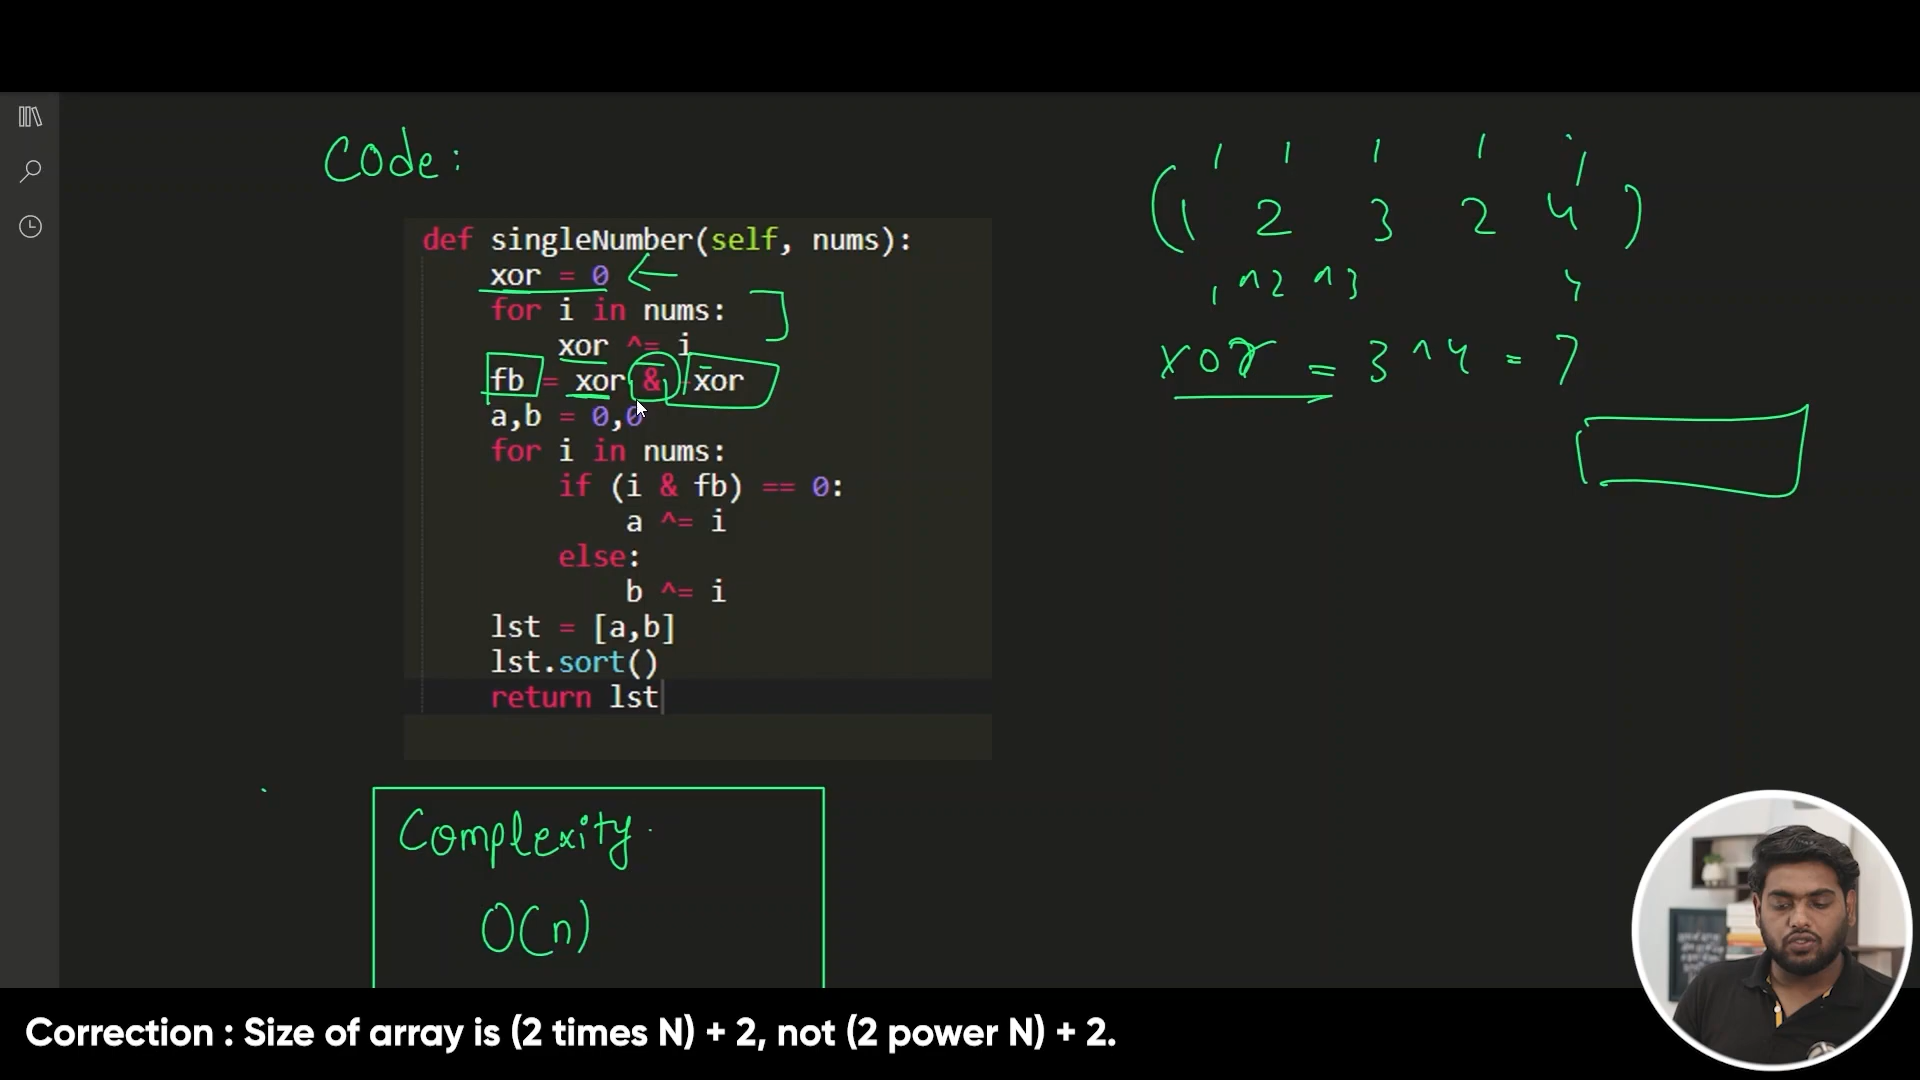 Code:
def singleNumber(self, nums):
xor = 0 ←
for i in nums:
xor ^= i
fb = xor & -xor
a,b = 0,0
for i in nums:
if (i & fb) == 0:
a ^= i
else:
b ^= i
lst = [a,b]
lst.sort()
return lst
Complexity
O(n)
(1 2 3 2 4)
1 ^2 ^3 4
xor = 3 ^ 4 = 7
Correction : Size of array is (2 times N) + 2, not (2 power N) + 2.